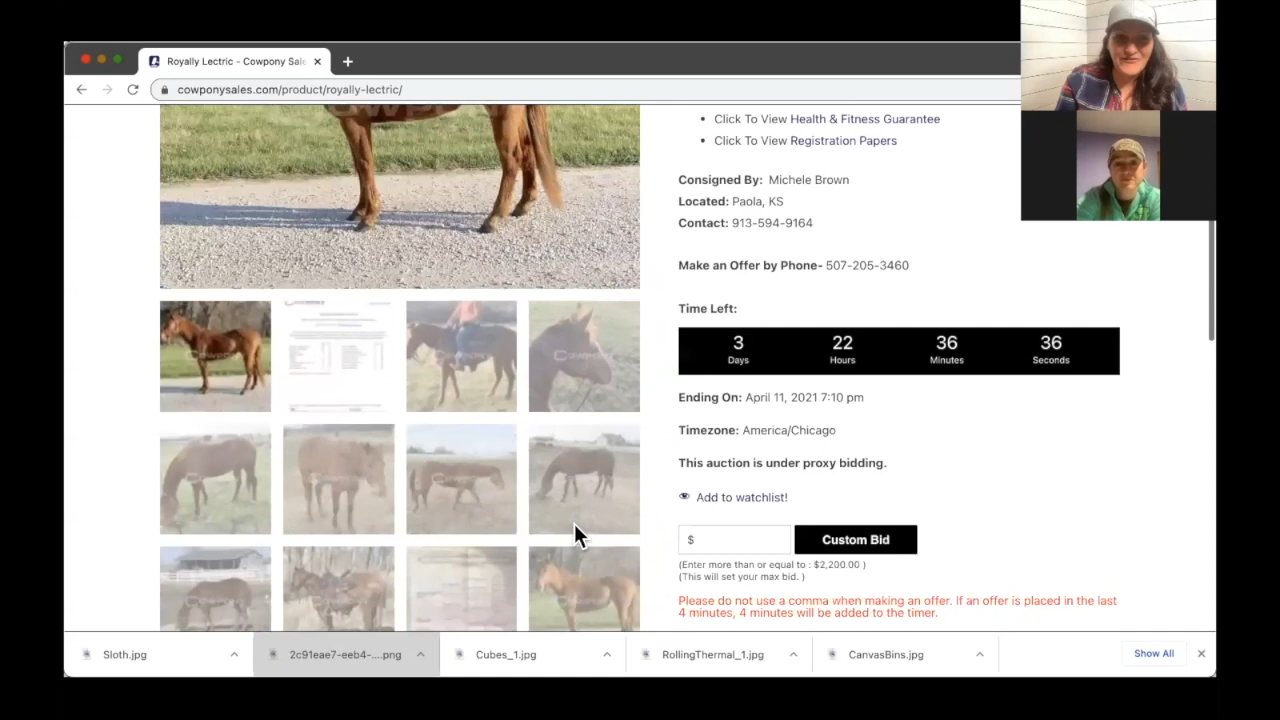 Royally Lectric - Cowpony Sale
cowponysales.com/product/royally-lectric/
Click To View Health & Fitness Guarantee
Click To View Registration Papers
Consigned By: Michele Brown
Located: Paola, KS
Contact: 913-594-9164
Make an Offer by Phone- 507-205-3460
Time Left:
3 22 36 36
Days Hours Minutes Seconds
Ending On: April 11, 2021 7:10 pm
Timezone: America/Chicago
This auction is under proxy bidding.
Add to watchlist!
$ Custom Bid
(Enter more than or equal to : $2,200.00 )
(This will set your max bid. )
Please do not use a comma when making an offer. If an offer is placed in the last
4 minutes, 4 minutes will be added to the timer.
Sloth.jpg 2c91eae7-eeb4-....png Cubes_1.jpg RollingThermal_1.jpg CanvasBins.jpg Show All